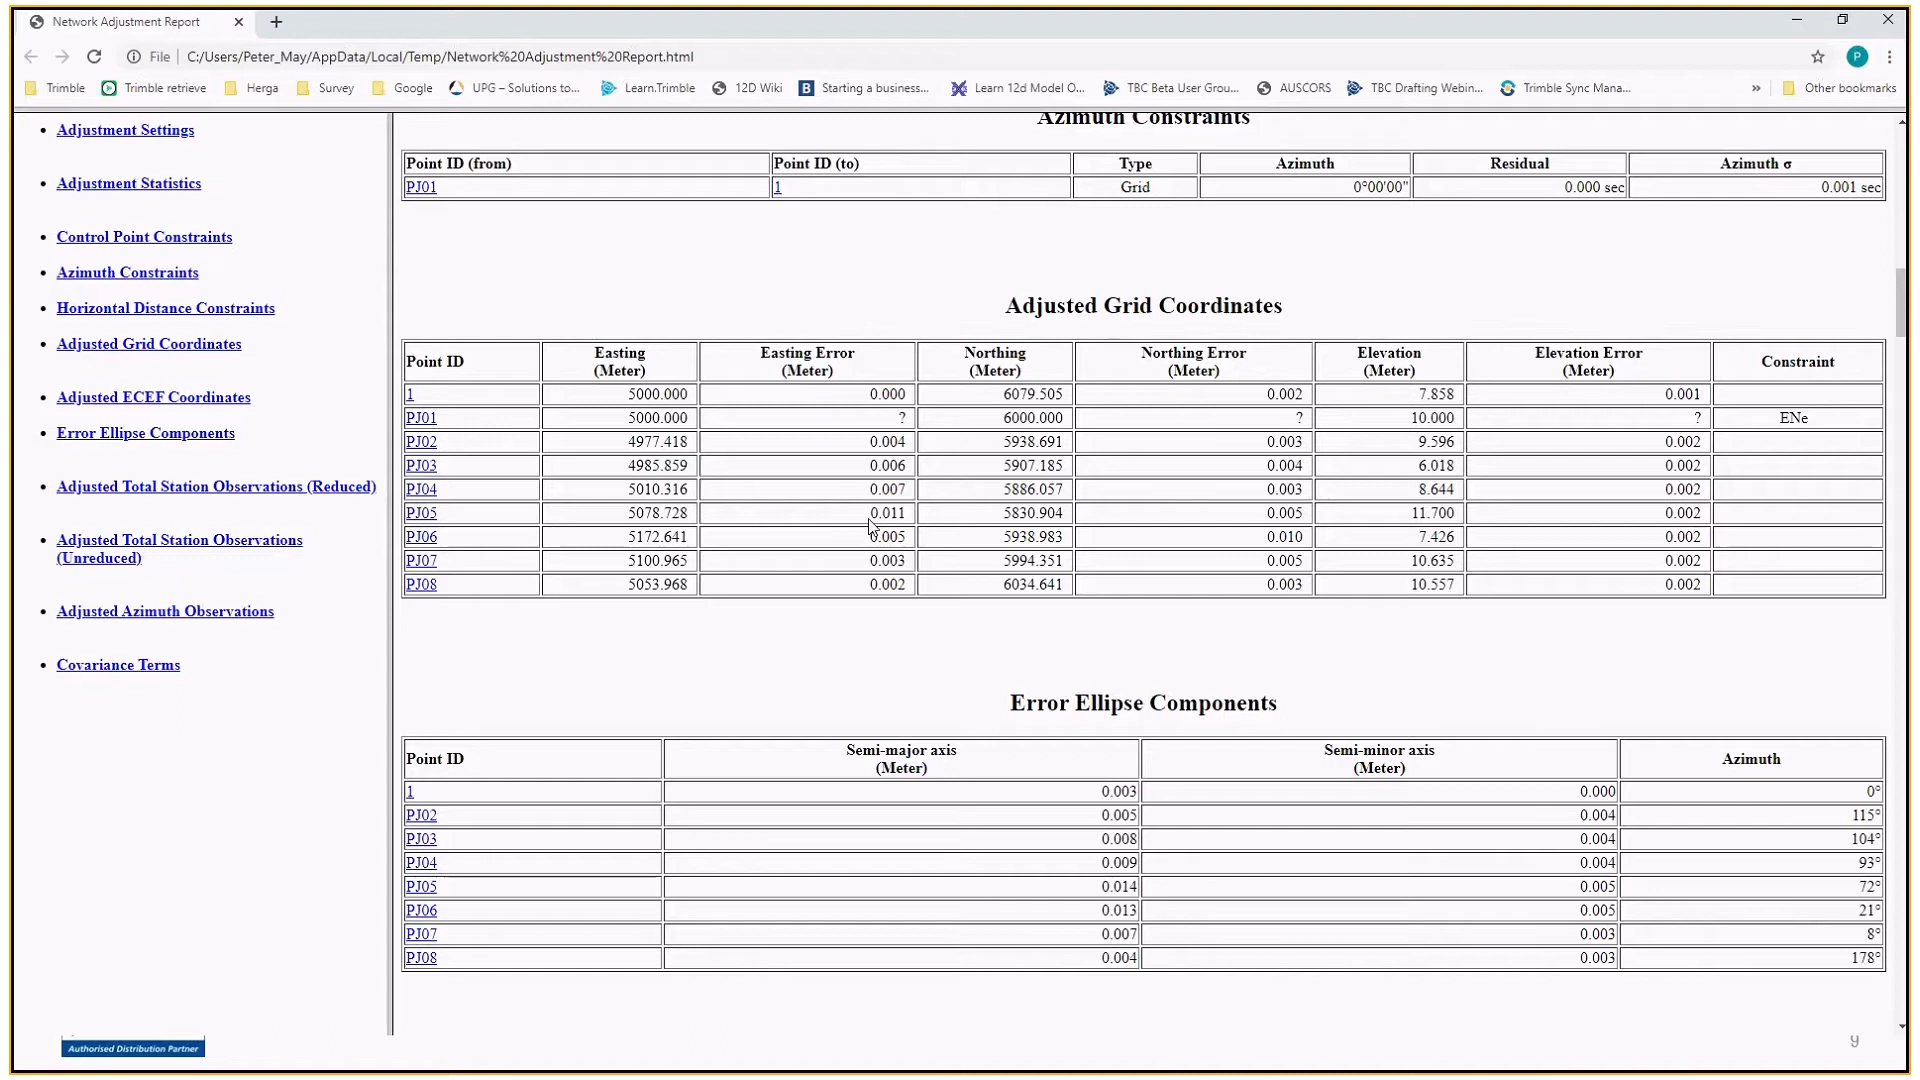 Network Adjustment Report
File C:/Users/Peter_May/AppData/Local/Temp/Network%20Adjustment%20Report.html
P
Trimble Trimble retrieve Herga Survey Google UPG – Solutions to... Learn.Trimble 12D Wiki B Starting a business... Learn 12d Model O... TBC Beta User Grou... AUSCORS TBC Drafting Webin... Trimble Sync Mana... » Other bookmarks
• Adjustment Settings
• Adjustment Statistics
• Control Point Constraints
• Azimuth Constraints
• Horizontal Distance Constraints
• Adjusted Grid Coordinates
• Adjusted ECEF Coordinates
• Error Ellipse Components
• Adjusted Total Station Observations (Reduced)
• Adjusted Total Station Observations
(Unreduced)
• Adjusted Azimuth Observations
• Covariance Terms
Authorised Distribution Partner
Azimuth Constraints
Point ID (from) Point ID (to) Type Azimuth Residual Azimuth σ
PJ01 1 Grid 0°00'00" 0.000 sec 0.001 sec
Adjusted Grid Coordinates
Point ID Easting (Meter) Easting Error (Meter) Northing (Meter) Northing Error (Meter) Elevation (Meter) Elevation Error (Meter) Constraint
1 5000.000 0.000 6079.505 0.002 7.858 0.001
PJ01 5000.000 ? 6000.000 ? 10.000 ? ENe
PJ02 4977.418 0.004 5938.691 0.003 9.596 0.002
PJ03 4985.859 0.006 5907.185 0.004 6.018 0.002
PJ04 5010.316 0.007 5886.057 0.003 8.644 0.002
PJ05 5078.728 0.011 5830.904 0.005 11.700 0.002
PJ06 5172.641 0.005 5938.983 0.010 7.426 0.002
PJ07 5100.965 0.003 5994.351 0.005 10.635 0.002
PJ08 5053.968 0.002 6034.641 0.003 10.557 0.002
Error Ellipse Components
Point ID Semi-major axis (Meter) Semi-minor axis (Meter) Azimuth
1 0.003 0.000 0°
PJ02 0.005 0.004 115°
PJ03 0.008 0.004 104°
PJ04 0.009 0.004 93°
PJ05 0.014 0.005 72°
PJ06 0.013 0.005 21°
PJ07 0.007 0.003 8°
PJ08 0.004 0.003 178°